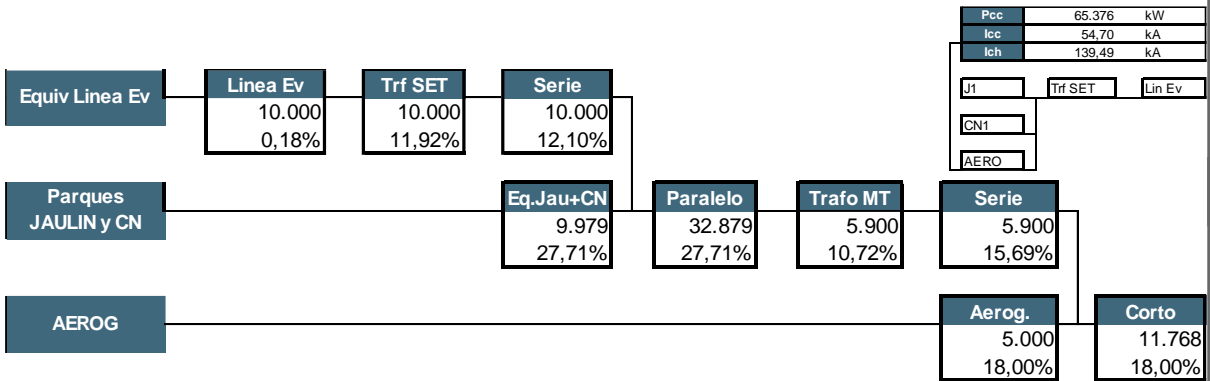 Pcc 65.376 kW
Icc 54,70 kA
Ich 139,49 kA
J1 Trf SET Lin Ev
CN1
AERO
Equiv Linea Ev
Linea Ev Trf SET Serie
10.000 10.000 10.000
0,18% 11,92% 12,10%
Parques
JAULIN y CN
Eq.Jau+CN Paralelo Trafo MT Serie
9.979 32.879 5.900 5.900
27,71% 27,71% 10,72% 15,69%
AEROG
Aerog. Corto
5.000 11.768
18,00% 18,00%